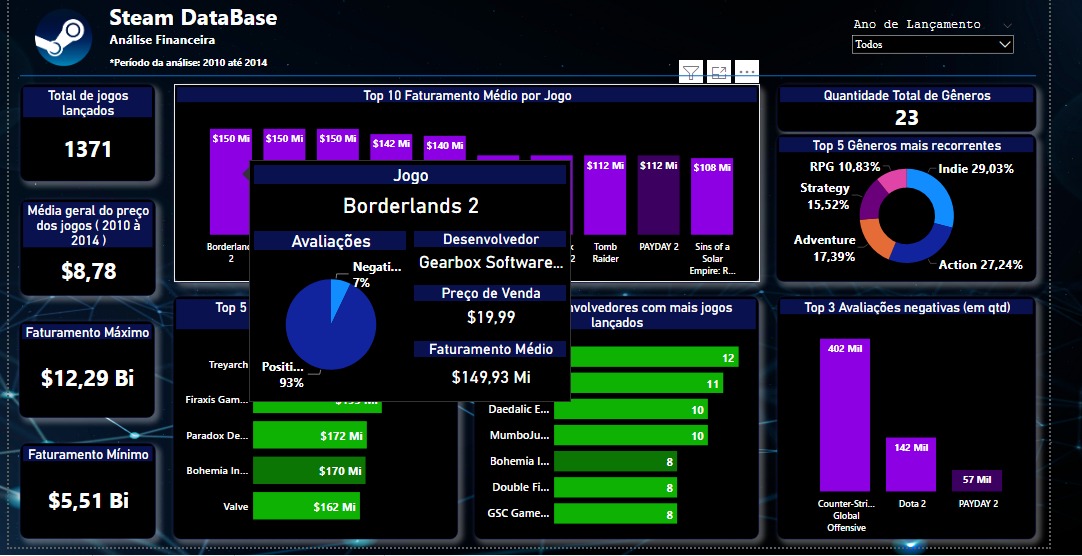 Steam DataBase
Análise Financeira
*Período da análise: 2010 até 2014
Ano de Lançamento
Todos
Total de jogos
lançados
1371
Média geral do preço
dos jogos ( 2010 à
2014 )
$8,78
Faturamento Máximo
$12,29 Bi
Faturamento Mínimo
$5,51 Bi
Top 10 Faturamento Médio por Jogo
$150 Mi
$150 Mi
$150 Mi
$142 Mi
$140 Mi
$112 Mi
$112 Mi
$108 Mi
Borderland
2
Tomb
Raider
PAYDAY 2
Sins of a
Solar
Empire: R...
Jogo
Borderlands 2
Avaliações
Negati...
7%
Positi...
93%
Desenvolvedor
Gearbox Software...
Preço de Venda
$19,99
Faturamento Médio
$149,93 Mi
Quantidade Total de Gêneros
23
Top 5 Gêneros mais recorrentes
RPG 10,83%
Indie 29,03%
Strategy
15,52%
Adventure
17,39%
Action 27,24%
Top 5
Treyarch
Firaxis Gam...
Paradox De...
$172 Mi
Bohemia In...
$170 Mi
Valve
$162 Mi
nvolvedores com mais jogos
lançados
12
11
Daedalic E...
10
MumboJu...
10
Bohemia I...
8
Double Fi...
8
GSC Game...
8
Top 3 Avaliações negativas (em qtd)
402 Mil
142 Mil
57 Mil
Counter-Stri...
Global
Offensive
Dota 2
PAYDAY 2